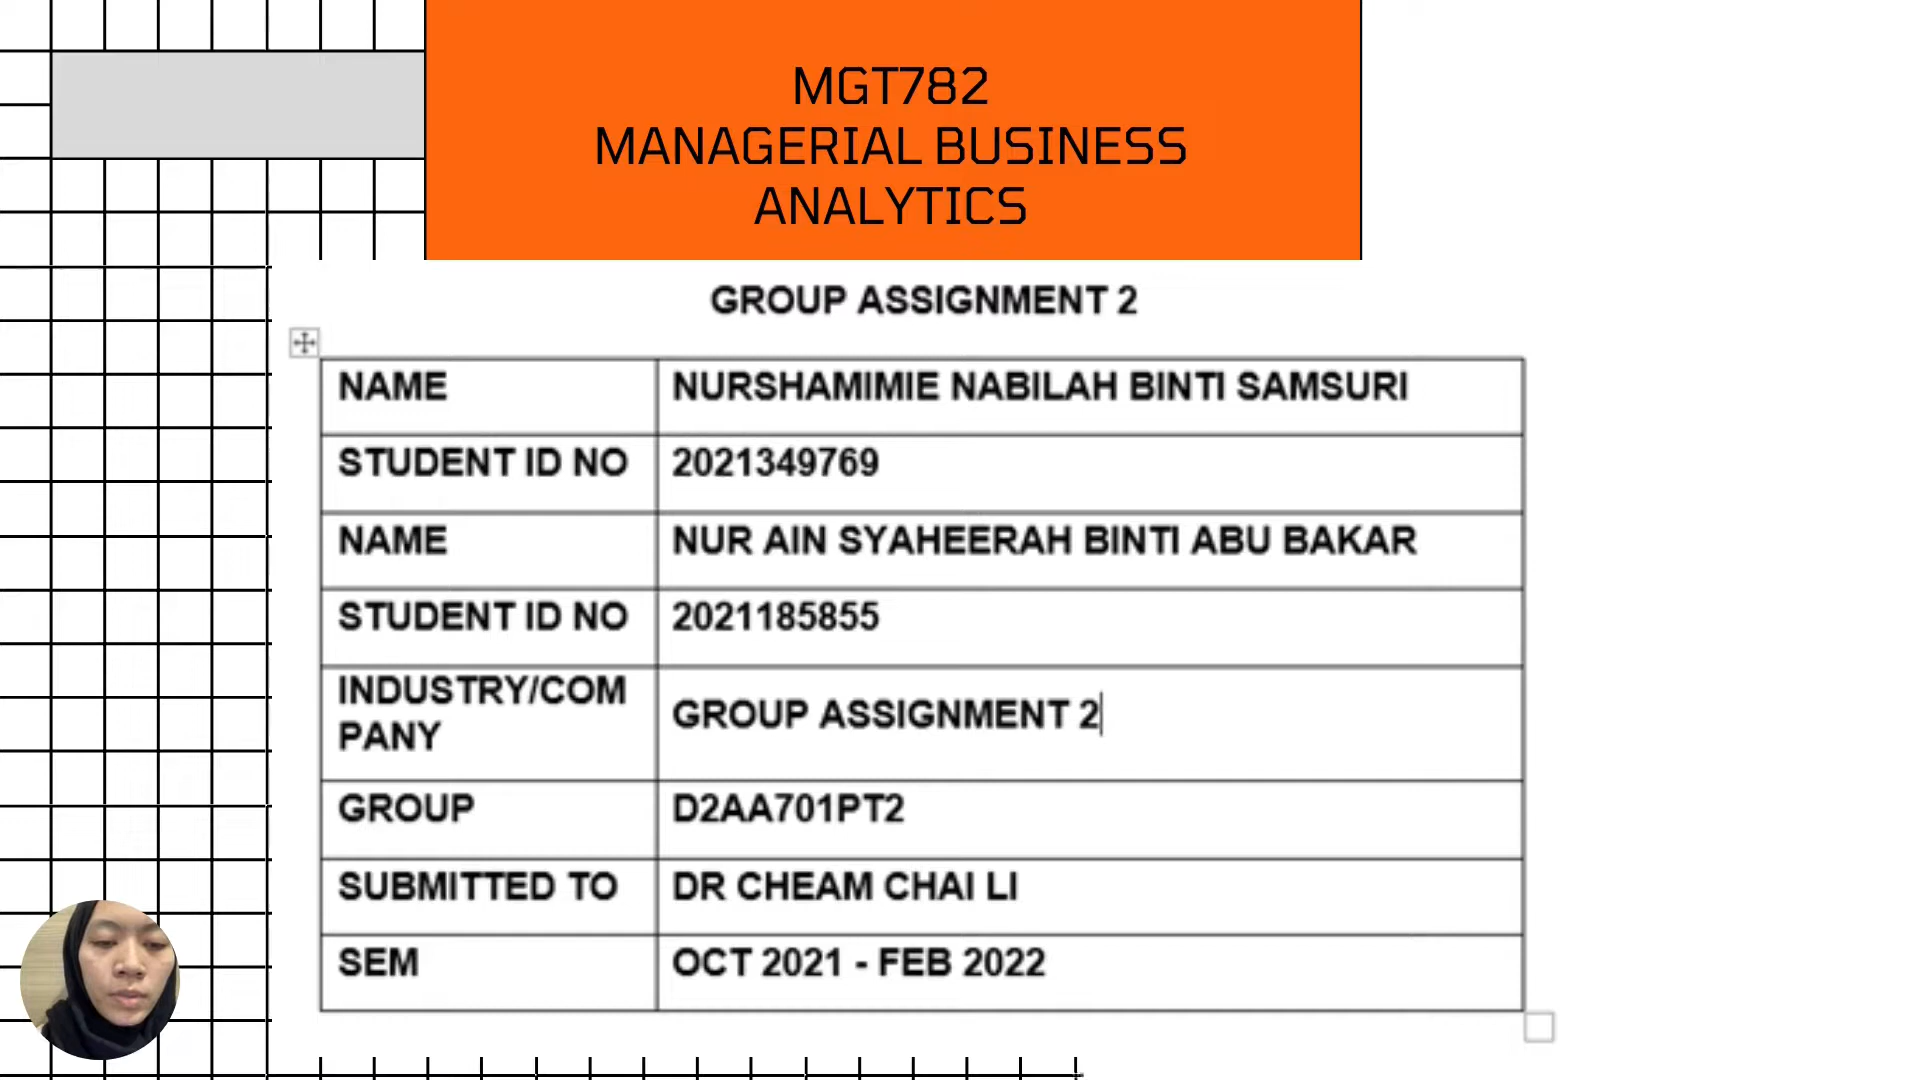 MGT782
MANAGERIAL BUSINESS
ANALYTICS
GROUP ASSIGNMENT 2
NAME NURSHAMIMIE NABILAH BINTI SAMSURI
STUDENT ID NO 2021349769
NAME NUR AIN SYAHEERAH BINTI ABU BAKAR
STUDENT ID NO 2021185855
INDUSTRY/COM
PANY
GROUP ASSIGNMENT 2
GROUP D2AA701PT2
SUBMITTED TO DR CHEAM CHAI LI
SEM OCT 2021 - FEB 2022